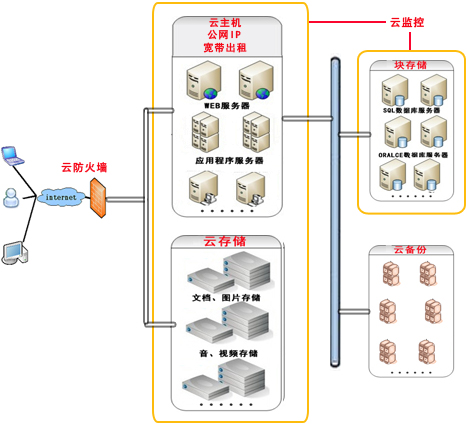 云主机
公网IP
宽带出租
云监控
块存储
WEB服务器
SQL数据库服务器
应用程序服务器
ORALCE数据库服务器
云防火墙
internet
......
......
云存储
云备份
文档、图片存储
音、视频存储
......
......